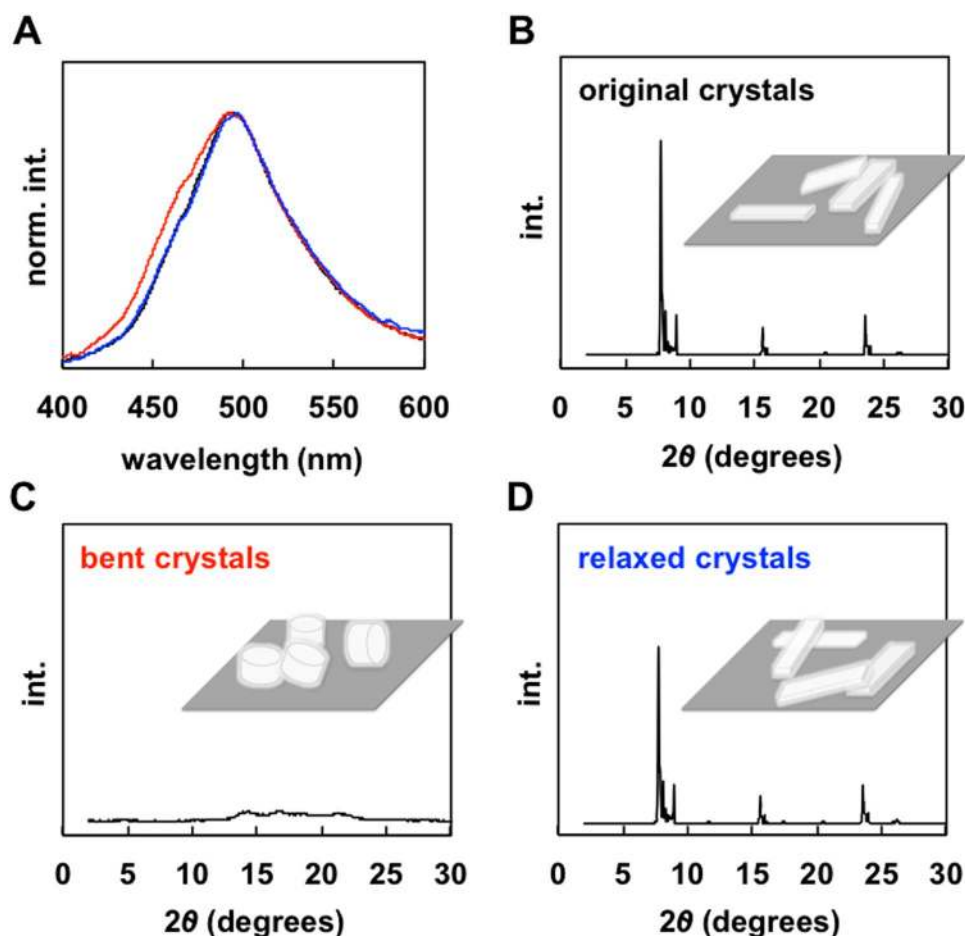 A
norm. int.
400 450 500 550 600
wavelength (nm)
B
original crystals
int.
0 5 10 15 20 25 30
2θ (degrees)
C
bent crystals
int.
0 5 10 15 20 25 30
2θ (degrees)
D
relaxed crystals
int.
0 5 10 15 20 25 30
2θ (degrees)